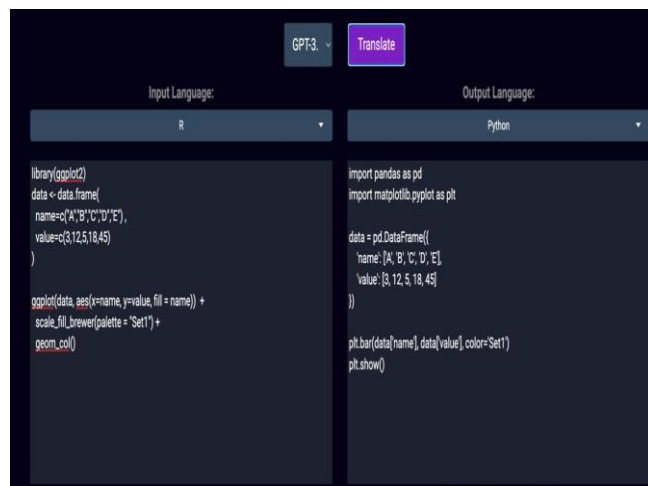 GPT-3. Translate
Input Language:
R
library(ggplot2)
data <- data.frame(
  name=c("A","B","C","D","E") ,
  value=c(3,12,5,18,45)
)
ggplot(data, aes(x=name, y=value, fill = name)) +
  scale_fill_brewer(palette = "Set1") +
  geom_col()
Output Language:
Python
import pandas as pd
import matplotlib.pyplot as plt
data = pd.DataFrame({
    'name': ['A', 'B', 'C', 'D', 'E'],
    'value': [3, 12, 5, 18, 45]
})
plt.bar(data['name'], data['value'], color='Set1')
plt.show()